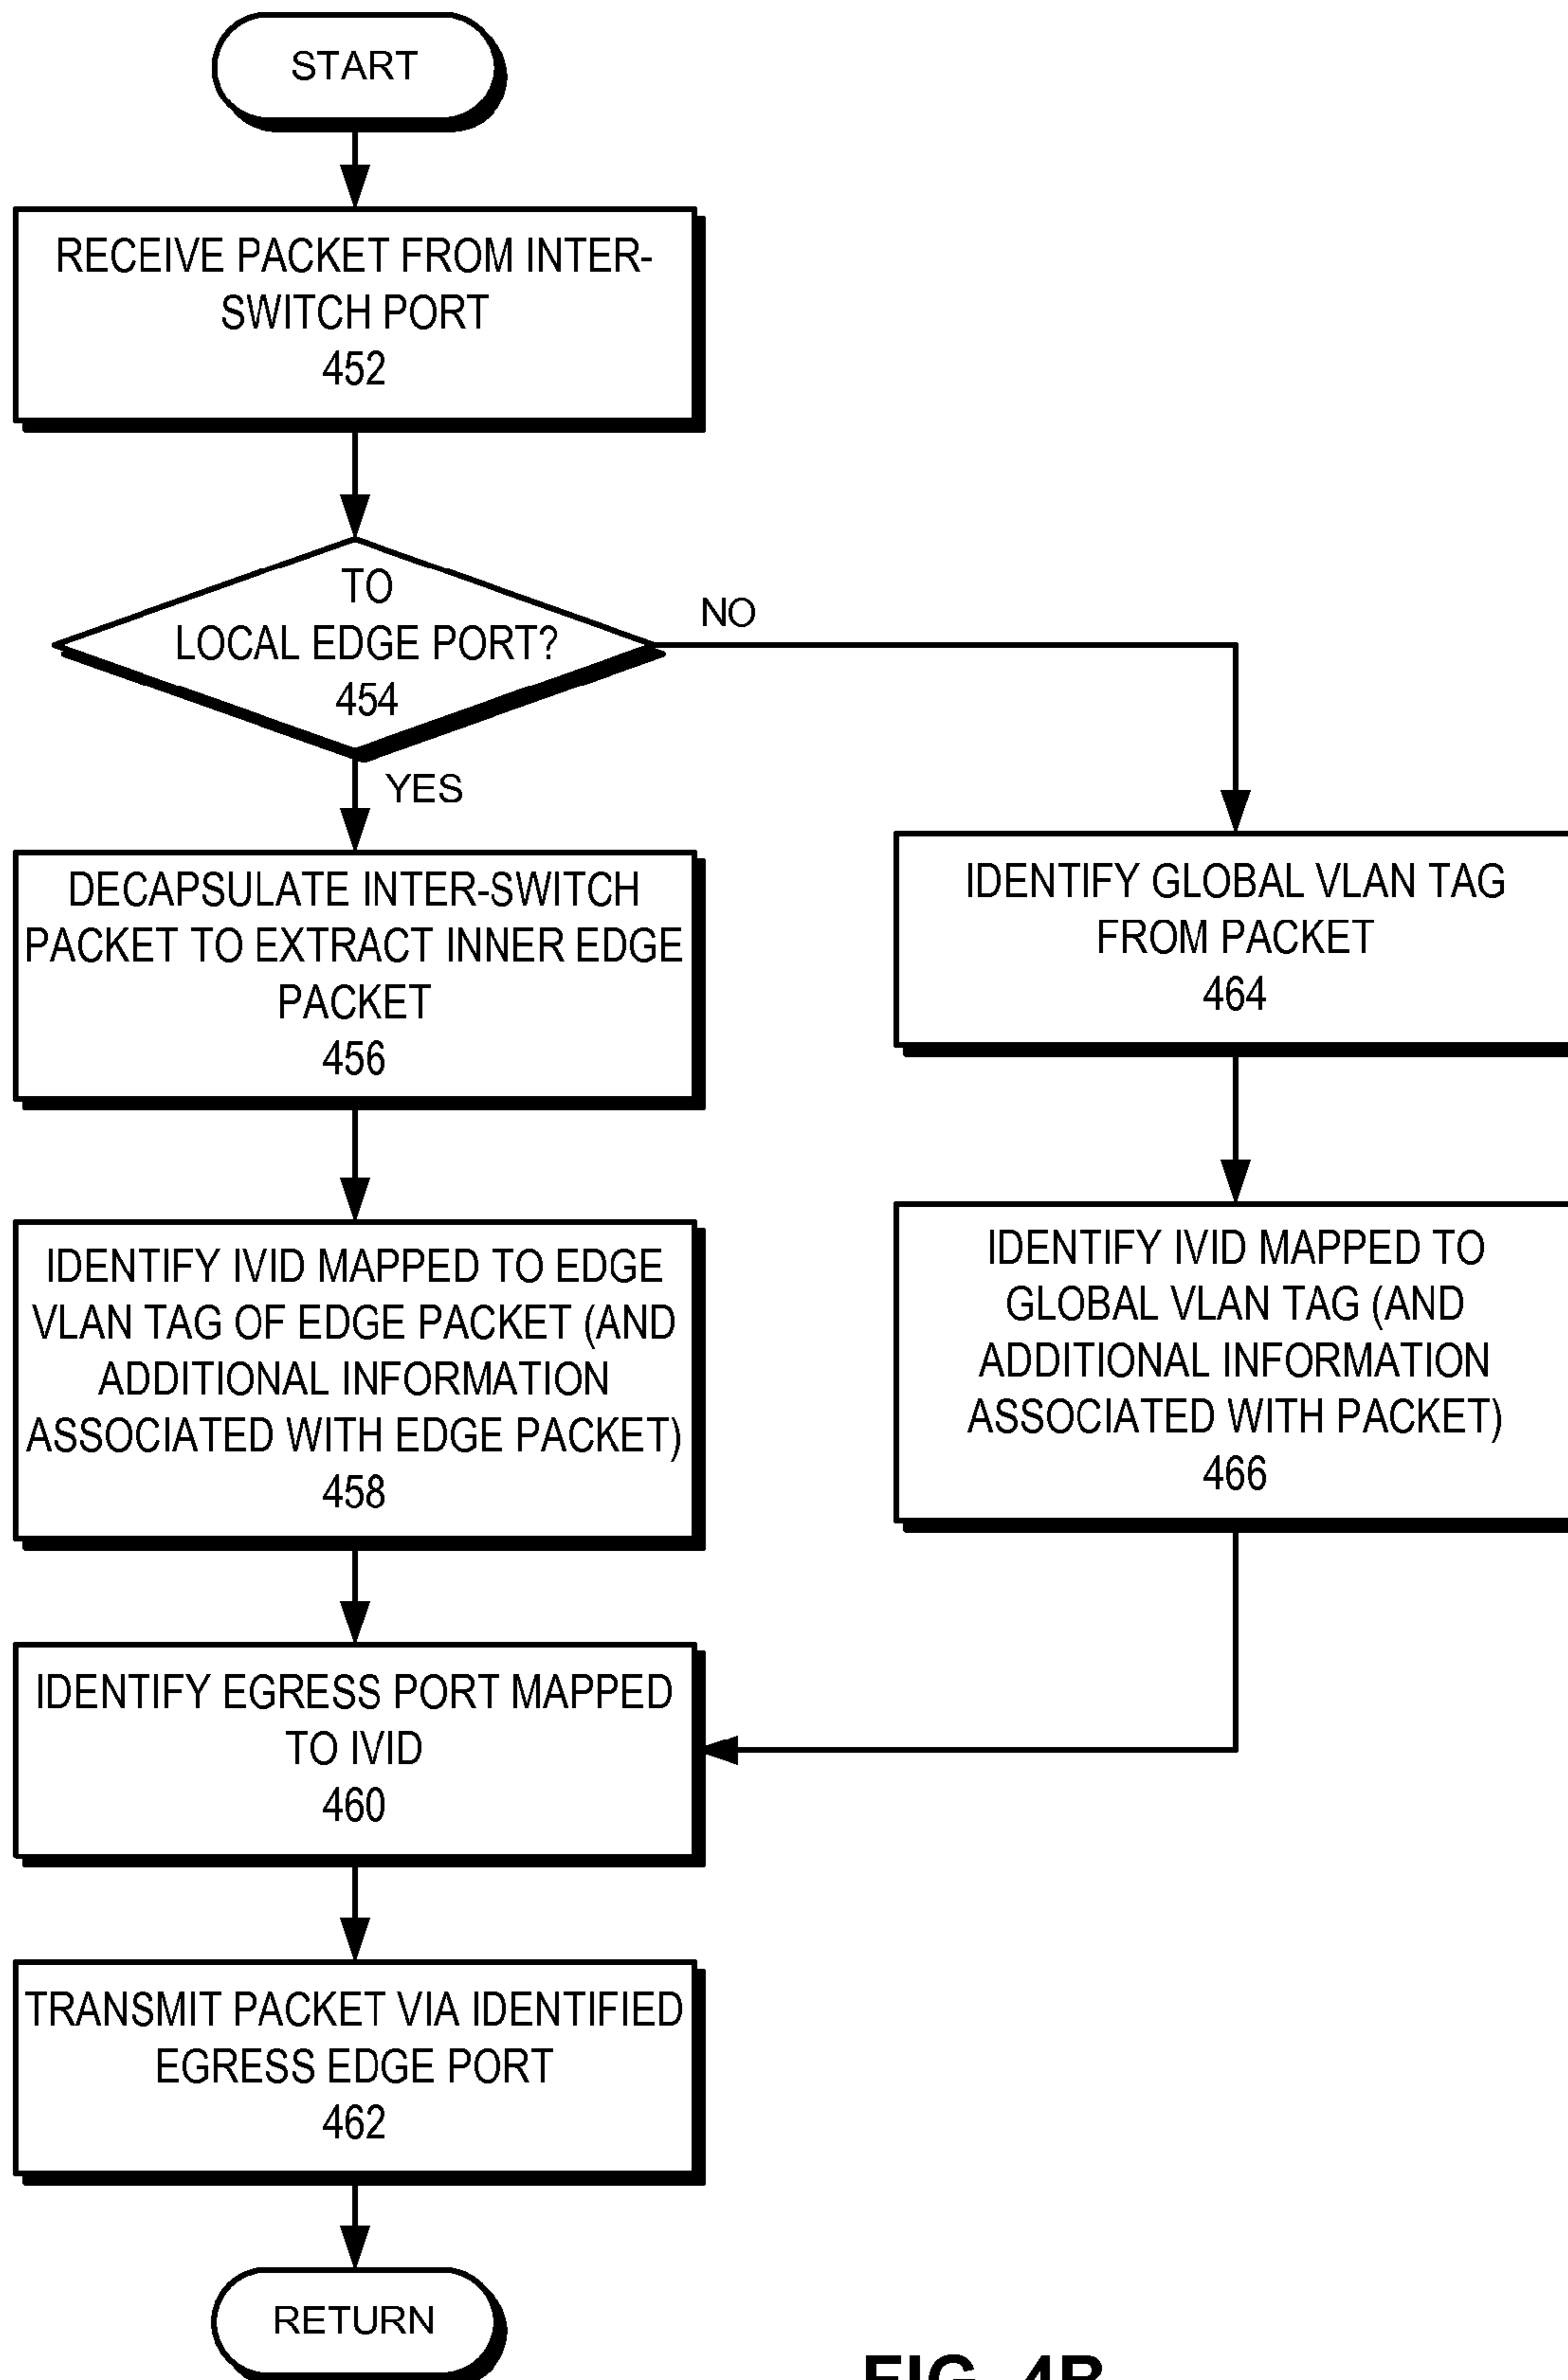 START
RECEIVE PACKET FROM INTER-
SWITCH PORT
452
TO
LOCAL EDGE PORT?
454
NO
YES
DECAPSULATE INTER-SWITCH
PACKET TO EXTRACT INNER EDGE
PACKET
456
IDENTIFY GLOBAL VLAN TAG
FROM PACKET
464
IDENTIFY IVID MAPPED TO EDGE
VLAN TAG OF EDGE PACKET (AND
ADDITIONAL INFORMATION
ASSOCIATED WITH EDGE PACKET)
458
IDENTIFY IVID MAPPED TO
GLOBAL VLAN TAG (AND
ADDITIONAL INFORMATION
ASSOCIATED WITH PACKET)
466
IDENTIFY EGRESS PORT MAPPED
TO IVID
460
TRANSMIT PACKET VIA IDENTIFIED
EGRESS EDGE PORT
462
RETURN
FIG. 4B